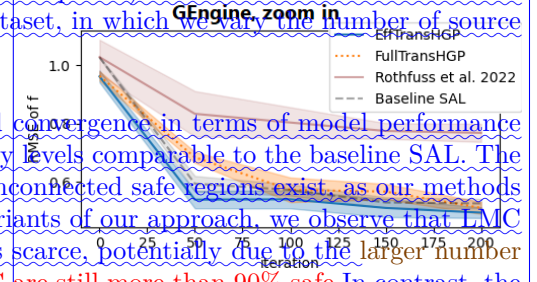 GEngine, zoom in
taset, in which we vary the number of source
EffTransHGP
FullTransHGP
Rothfuss et al. 2022
Baseline SAL
1.0
0.8
0.6
RMSE of f
convergence in terms of model performance
y levels comparable to the baseline SAL. The
nconnected safe regions exist, as our methods
riants of our approach, we observe that LMC
0 25 50 75 100 125 150 175 200
s scarce, potentially due to the larger number
iteration
are still more than 90% safe. In contrast, the